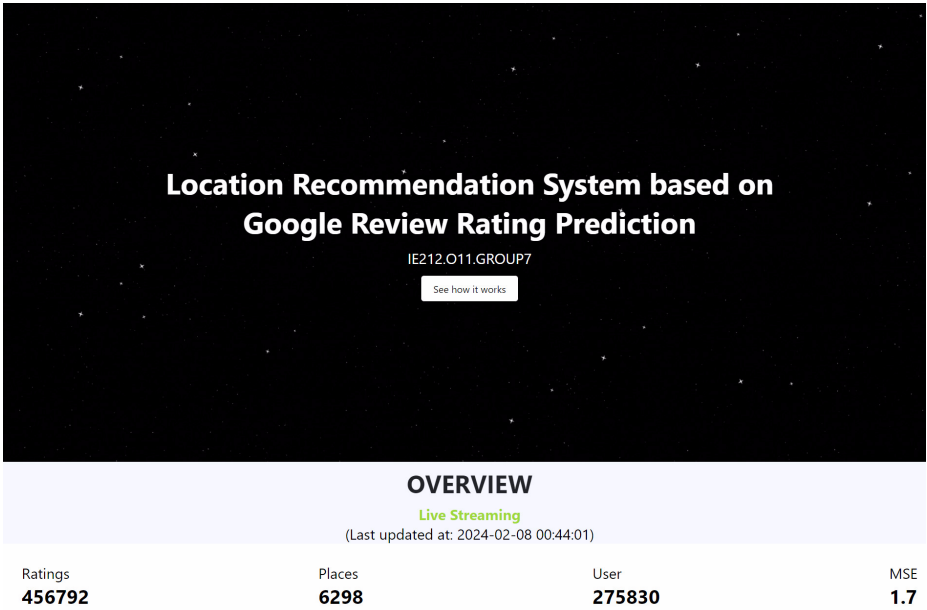 Location Recommendation System based on
Google Review Rating Prediction
IE212.O11.GROUP7
See how it works
OVERVIEW
Live Streaming
(Last updated at: 2024-02-08 00:44:01)
Ratings Places User MSE
456792 6298 275830 1.7